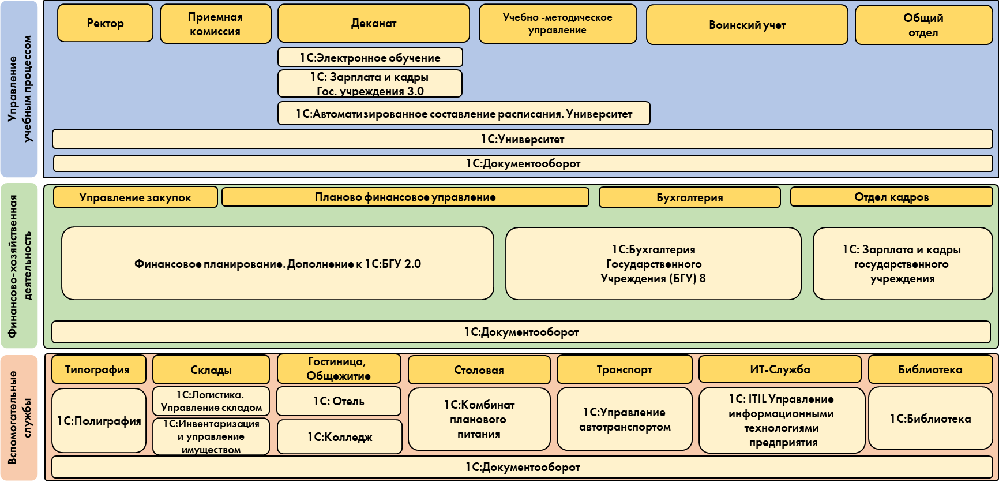 Управление
учебным процессом
Ректор
Приемная
комиссия
Деканат
Учебно -методическое
управление
Воинский учет
Общий
отдел
1С:Электронное обучение
1С: Зарплата и кадры
Гос. учреждения 3.0
1С:Автоматизированное составление расписания. Университет
1С:Университет
1С:Документооборот
Финансово-хозяйственная
деятельность
Управление закупок
Планово финансовое управление
Бухгалтерия
Отдел кадров
Финансовое планирование. Дополнение к 1С:БГУ 2.0
1С:Бухгалтерия
Государственного
Учреждения (БГУ) 8
1С: Зарплата и кадры
государственного
учреждения
1С:Документооборот
Вспомогательные
службы
Типография
Склады
Гостиница,
Общежитие
Столовая
Транспорт
ИТ-Служба
Библиотека
1С:Полиграфия
1С:Логистика.
Управление складом
1С:Инвентаризация
и управление
имуществом
1С: Отель
1С:Колледж
1С:Комбинат
планового
питания
1С:Управление
автотранспортом
1С: ITIL Управление
информационными
технологиями
предприятия
1С:Библиотека
1С:Документооборот